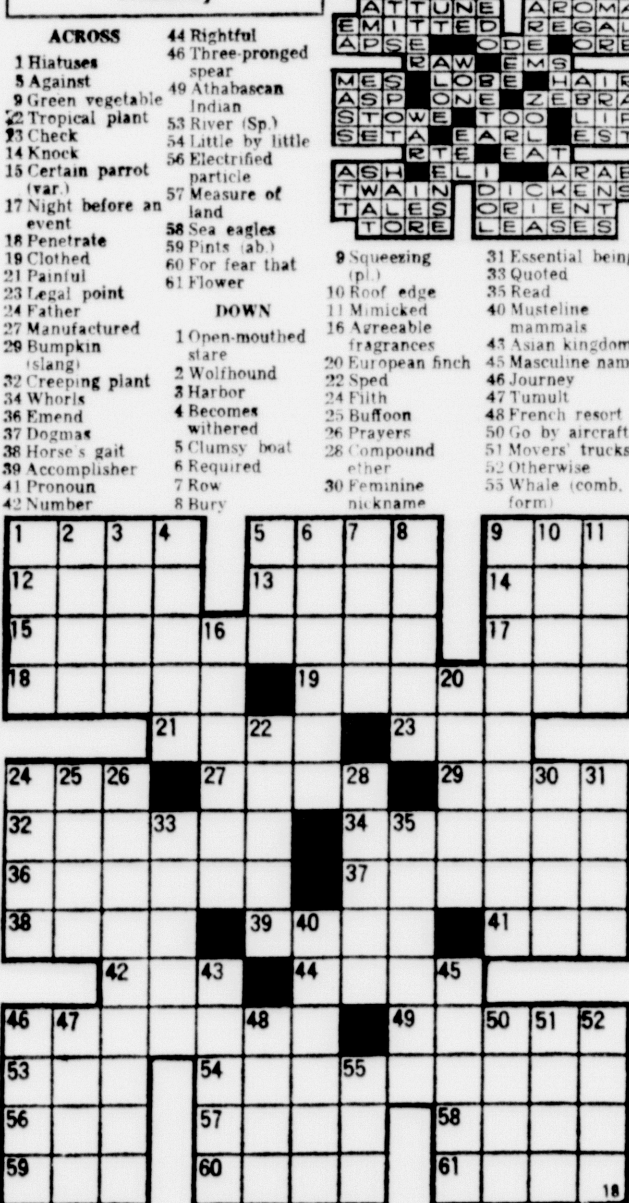 ATTUNE AROMA
EMITTED REGAL
APSE ODE ORE
RAW EMS
MES LOBE HAIR
ASP ONE ZEBRA
STOWE TOO LIP
SETA EARL EST
RTE EAT
ASH ELI ARAB
TWAIN DICKENS
TALES ORIENT
TORE LEASES
ACROSS
1 Hiatuses
5 Against
9 Green vegetable
12 Tropical plant
13 Check
14 Knock
15 Certain parrot
(var.)
17 Night before an
event
18 Penetrate
19 Clothed
21 Painful
23 Legal point
24 Father
27 Manufactured
29 Bumpkin
(slang)
32 Creeping plant
34 Whorls
36 Emend
37 Dogmas
38 Horse's gait
39 Accomplisher
41 Pronoun
42 Number
44 Rightful
46 Three-pronged
spear
49 Athabascan
Indian
53 River (Sp.)
54 Little by little
56 Electrified
particle
57 Measure of
land
58 Sea eagles
59 Pints (ab.)
60 For fear that
61 Flower
DOWN
1 Open-mouthed
stare
2 Wolfhound
3 Harbor
4 Becomes
withered
5 Clumsy boat
6 Required
7 Row
8 Bury
9 Squeezing
(pl.)
10 Roof edge
11 Mimicked
16 Agreeable
fragrances
20 European finch
22 Sped
24 Filth
25 Buffoon
26 Prayers
28 Compound
ether
30 Feminine
nickname
31 Essential being
33 Quoted
35 Read
40 Musteline
mammals
43 Asian kingdom
45 Masculine nam
46 Journey
47 Tumult
48 French resort
50 Go by aircraft
51 Movers' trucks
52 Otherwise
55 Whale (comb.
form)
1 2 3 4 5 6 7 8 9 10 11
12 13 14
15 16 17
18 19 20
21 22 23
24 25 26 27 28 29 30 31
32 33 34 35
36 37
38 39 40 41
42 43 44 45
46 47 48 49 50 51 52
53 54 55
56 57 58
59 60 61
18